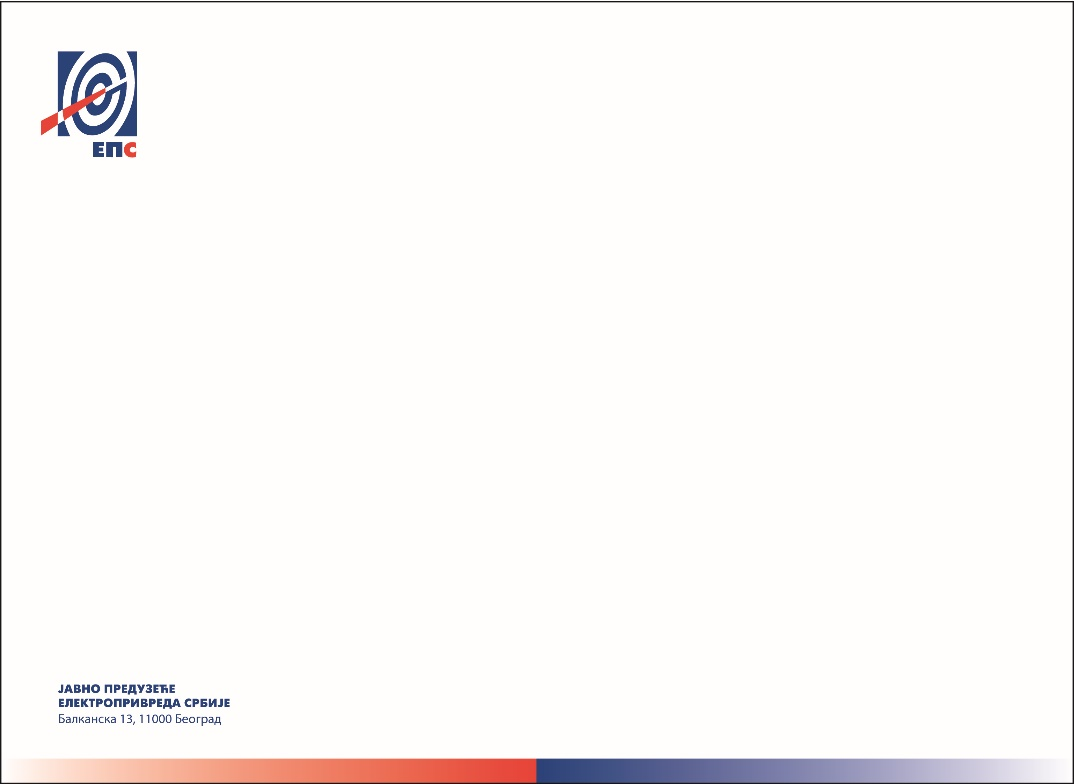 ЕПС
ЈАВНО ПРЕДУЗЕЋЕ
ЕЛЕКТРОПРИВРЕДА СРБИЈЕ
Балканска 13, 11000 Београд